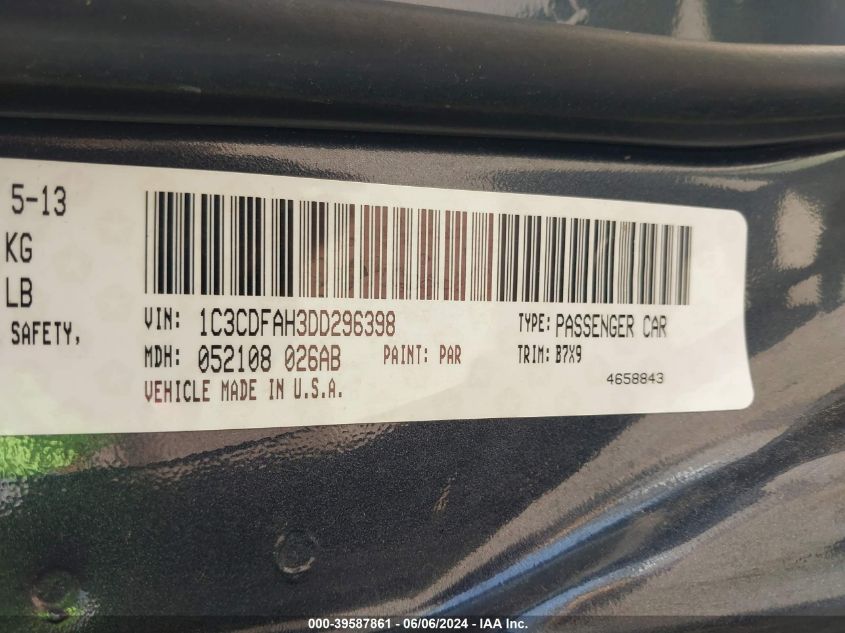 5-13
KG
LB
SAFETY,
VIN: 1C3CDFAH3DD296398
TYPE: PASSENGER CAR
MDH: 052108 026AB
PAINT: PAR
TRIM: B7X9
VEHICLE MADE IN U.S.A.
4658843
000-39587861 - 06/06/2024 - IAA Inc.